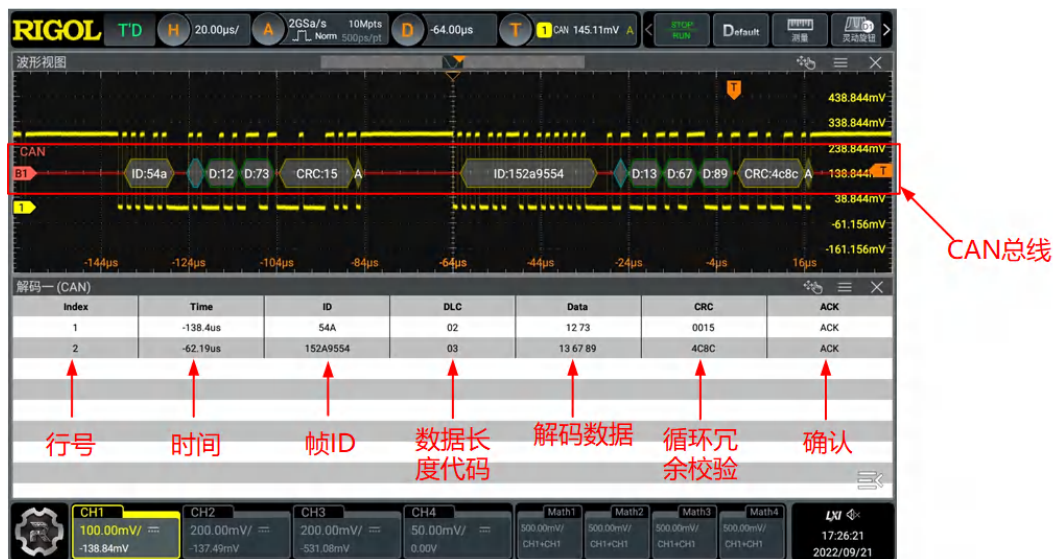 RIGOL T'D H 20.00μs/ A 2GSa/s 10Mpts Norm 500ps/pt D -64.00μs T 1 CAN 145.11mV A < STOP RUN Default 测量 灵动旋钮 >
波形视图
T
438.844mV
338.844mV
CAN 238.844mV
B1 ID:54a D:12 D:73 CRC:15 A ID:152a9554 D:13 D:67 D:89 CRC:4c8c A 138.844m T
1 38.844mV
-61.156mV
CAN总线
-161.156mV
-144μs -124μs -104μs -84μs -64μs -44μs -24μs -4μs 16μs
解码一 (CAN)
Index Time ID DLC Data CRC ACK
1 -138.4us 54A 02 12 73 0015 ACK
2 -62.19us 152A9554 03 13 67 89 4C8C ACK
行号 时间 帧ID 数据长度代码 解码数据 循环冗余校验 确认
CH1 CH2 CH3 CH4 Math1 Math2 Math3 Math4 LXI
100.00mV/ 200.00mV/ 200.00mV/ 50.00mV/ 500.00mV/ 500.00mV/ 500.00mV/ 500.00mV/ 17:26:21
-138.84mV -137.49mV -531.08mV 0.00V CH1+CH1 CH1+CH1 CH1+CH1 CH1+CH1 2022/09/21